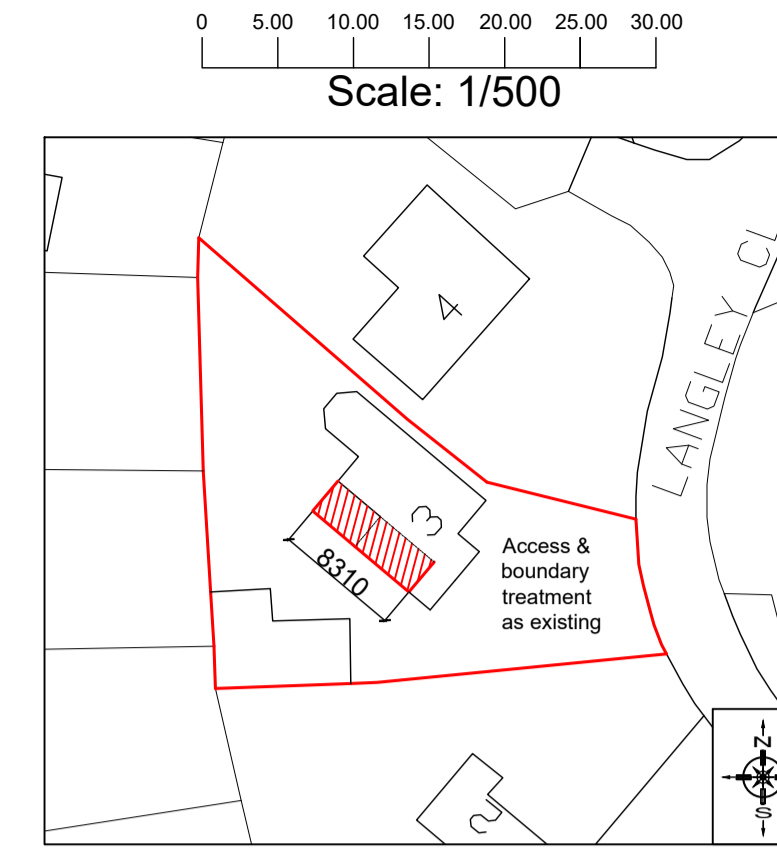 0 5.00 10.00 15.00 20.00 25.00 30.00
Scale: 1/500
4
LANGLEY CL
3
8310
Access &
boundary
treatment
as existing
2
N
S